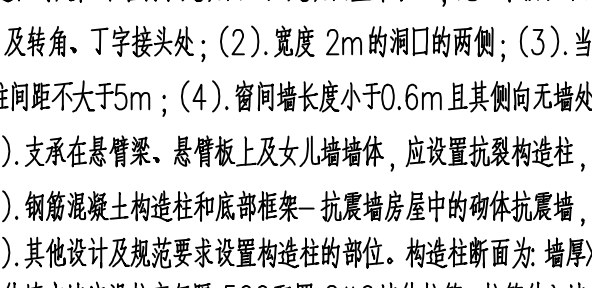 及转角、丁字接头处；(2).宽度 2m的洞口的两侧；(3).当
间距不大于5m；(4).窗间墙长度小于0.6m且其侧向无墙处
).支承在悬臂梁、悬臂板上及女儿墙墙体，应设置抗裂构造柱，
).钢筋混凝土构造柱和底部框架—抗震墙房屋中的砌体抗震墙，
).其他设计及规范要求设置构造柱的部位。构造柱断面为:墙厚